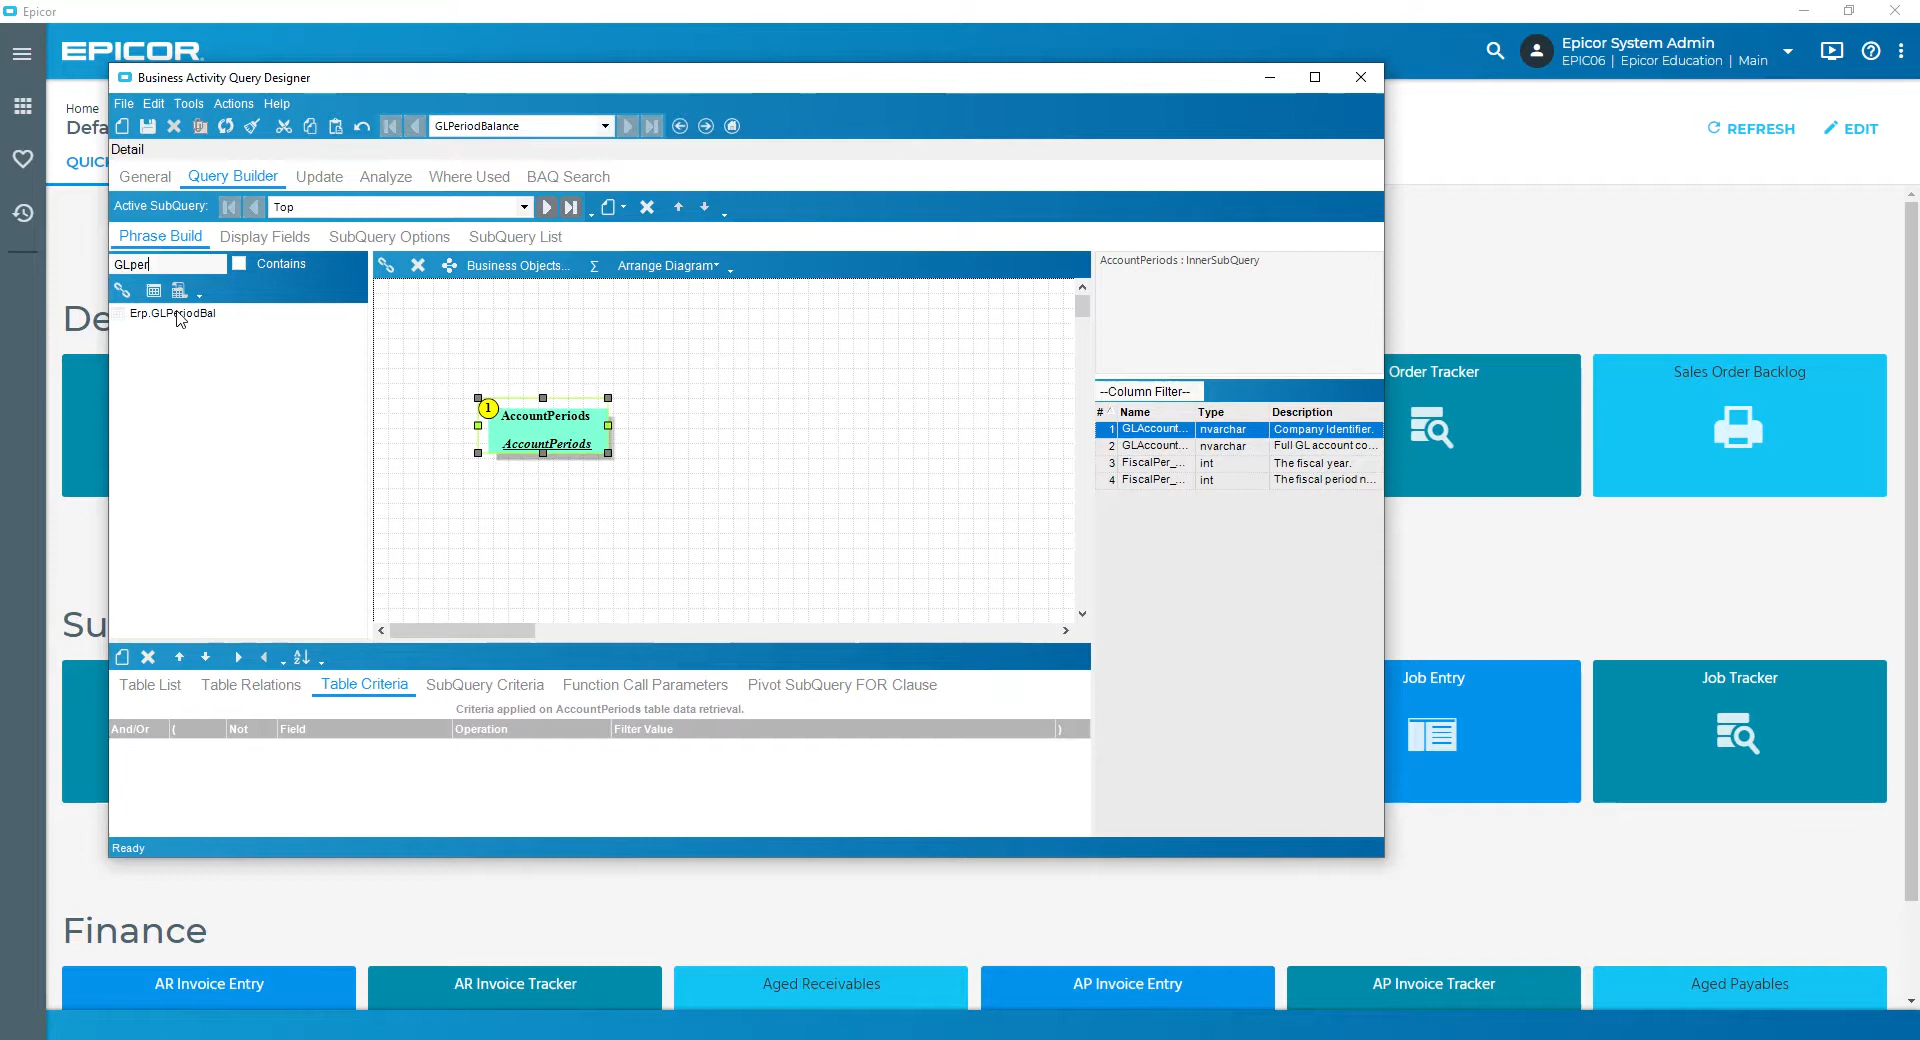 Epicor
EPICOR
Epicor System Admin
EPIC06 | Epicor Education | Main
Home
Defa
QUICK
REFRESH
EDIT
Business Activity Query Designer
File Edit Tools Actions Help
GLPeriodBalance
Detail
General Query Builder Update Analyze Where Used BAQ Search
Active SubQuery: Top
Phrase Build Display Fields SubQuery Options SubQuery List
GLper Contains
Business Objects... Σ Arrange Diagram
Erp.GLPeriodBal
1
AccountPeriods
AccountPeriods
AccountPeriods : InnerSubQuery
--Column Filter--
# Name Type Description
1 GLAccount... nvarchar Company Identifier.
2 GLAccount... nvarchar Full GL account co...
3 FiscalPer_... int The fiscal year.
4 FiscalPer_... int The fiscal period n...
Table List Table Relations Table Criteria SubQuery Criteria Function Call Parameters Pivot SubQuery FOR Clause
Criteria applied on AccountPeriods table data retrieval.
And/Or ( Not Field Operation Filter Value )
Ready
De
Order Tracker
Sales Order Backlog
Su
Job Entry
Job Tracker
Finance
AR Invoice Entry
AR Invoice Tracker
Aged Receivables
AP Invoice Entry
AP Invoice Tracker
Aged Payables